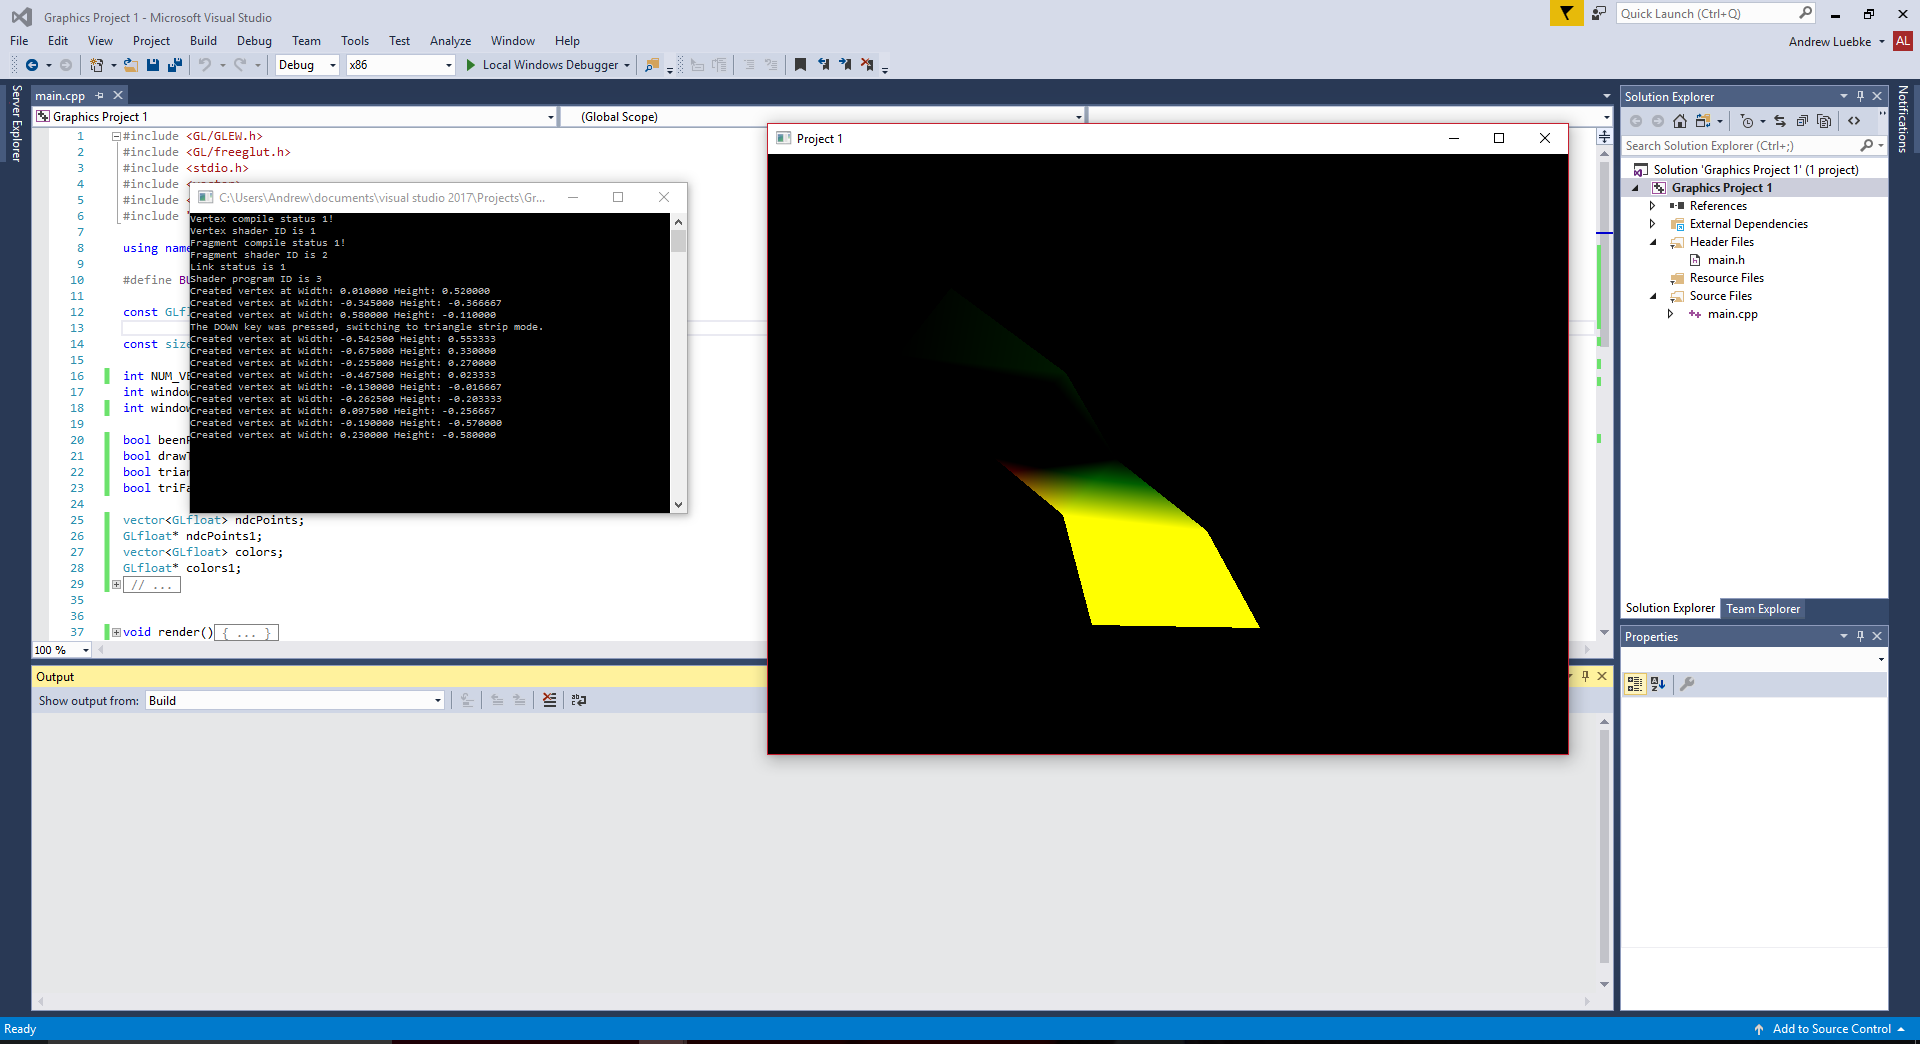 Graphics Project 1 - Microsoft Visual Studio
Quick Launch (Ctrl+Q)
File Edit View Project Build Debug Team Tools Test Analyze Window Help
Andrew Luebke AL
Debug x86 Local Windows Debugger
Server Explorer
main.cpp
Graphics Project 1 (Global Scope)
1 #include <GL/GLEW.h>
2 #include <GL/freeglut.h>
3 #include <stdio.h>
4 #include
5 #include <
6 #include
7
8 using nam
9
10 #define B
11
12 const GLf
13
14 const siz
15
16 int NUM_V
17 int windo
18 int windo
19
20 bool been
21 bool draw
22 bool tria
23 bool triF
24
25 vector<GLfloat> ndcPoints;
26 GLfloat* ndcPoints1;
27 vector<GLfloat> colors;
28 GLfloat* colors1;
29 // ...
35
36
37 void render() { ... }
100 %
C:\Users\Andrew\documents\visual studio 2017\Projects\Gr...
Vertex compile status 1!
Vertex shader ID is 1
Fragment compile status 1!
Fragment shader ID is 2
Link status is 1
Shader program ID is 3
Created vertex at Width: 0.010000 Height: 0.520000
Created vertex at Width: -0.345000 Height: -0.366667
Created vertex at Width: 0.580000 Height: -0.110000
The DOWN key was pressed, switching to triangle strip mode.
Created vertex at Width: -0.542500 Height: 0.553333
Created vertex at Width: -0.675000 Height: 0.330000
Created vertex at Width: -0.255000 Height: 0.270000
Created vertex at Width: -0.467500 Height: 0.023333
Created vertex at Width: -0.130000 Height: -0.016667
Created vertex at Width: -0.262500 Height: -0.203333
Created vertex at Width: 0.097500 Height: -0.256667
Created vertex at Width: -0.190000 Height: -0.570000
Created vertex at Width: 0.230000 Height: -0.580000
Project 1
Output
Show output from: Build
Solution Explorer
Search Solution Explorer (Ctrl+;)
Solution 'Graphics Project 1' (1 project)
Graphics Project 1
References
External Dependencies
Header Files
main.h
Resource Files
Source Files
main.cpp
Solution Explorer Team Explorer
Properties
Notifications
Ready
Add to Source Control